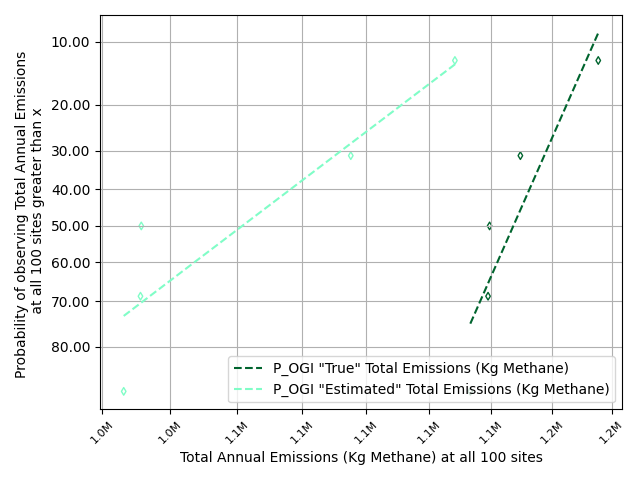 Probability of observing Total Annual Emissions
at all 100 sites greater than x
10.00
20.00
30.00
40.00
50.00
60.00
70.00
80.00
P_OGI "True" Total Emissions (Kg Methane)
P_OGI "Estimated" Total Emissions (Kg Methane)
1.0M
1.0M
1.1M
1.1M
1.1M
1.1M
1.1M
1.2M
1.2M
Total Annual Emissions (Kg Methane) at all 100 sites